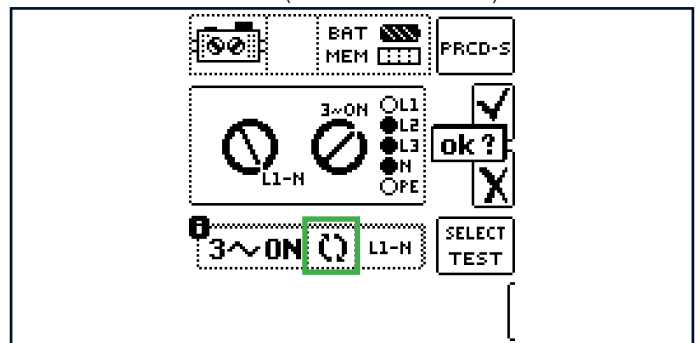 BAT
MEM
PRCD-S
3~ON
L1
L2
L3
N
PE
L1-N
ok?
3~ON
L1-N
SELECT
TEST